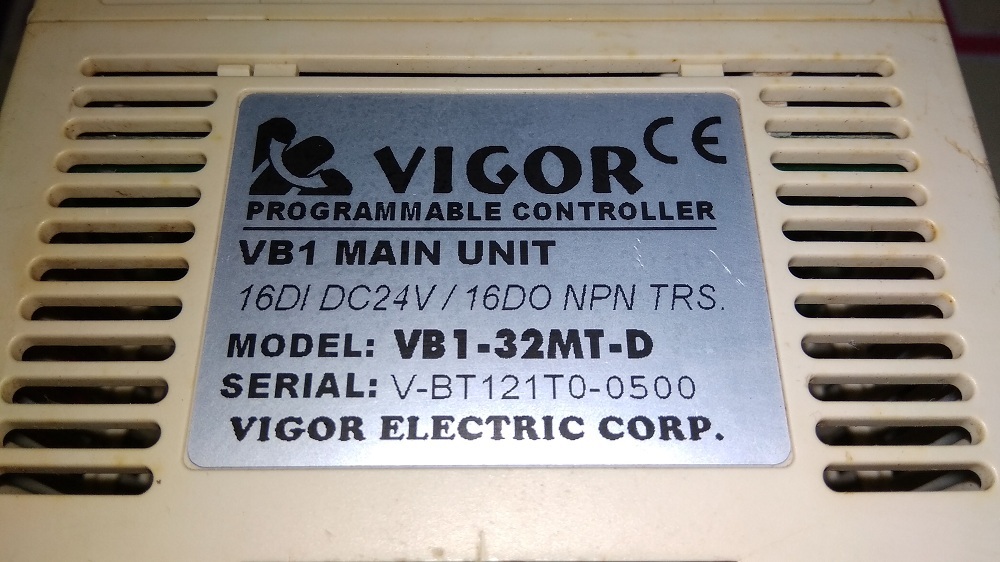 VIGOR CE
PROGRAMMABLE CONTROLLER
VB1 MAIN UNIT
16DI DC24V / 16DO NPN TRS.
MODEL: VB1-32MT-D
SERIAL: V-BT121T0-0500
VIGOR ELECTRIC CORP.